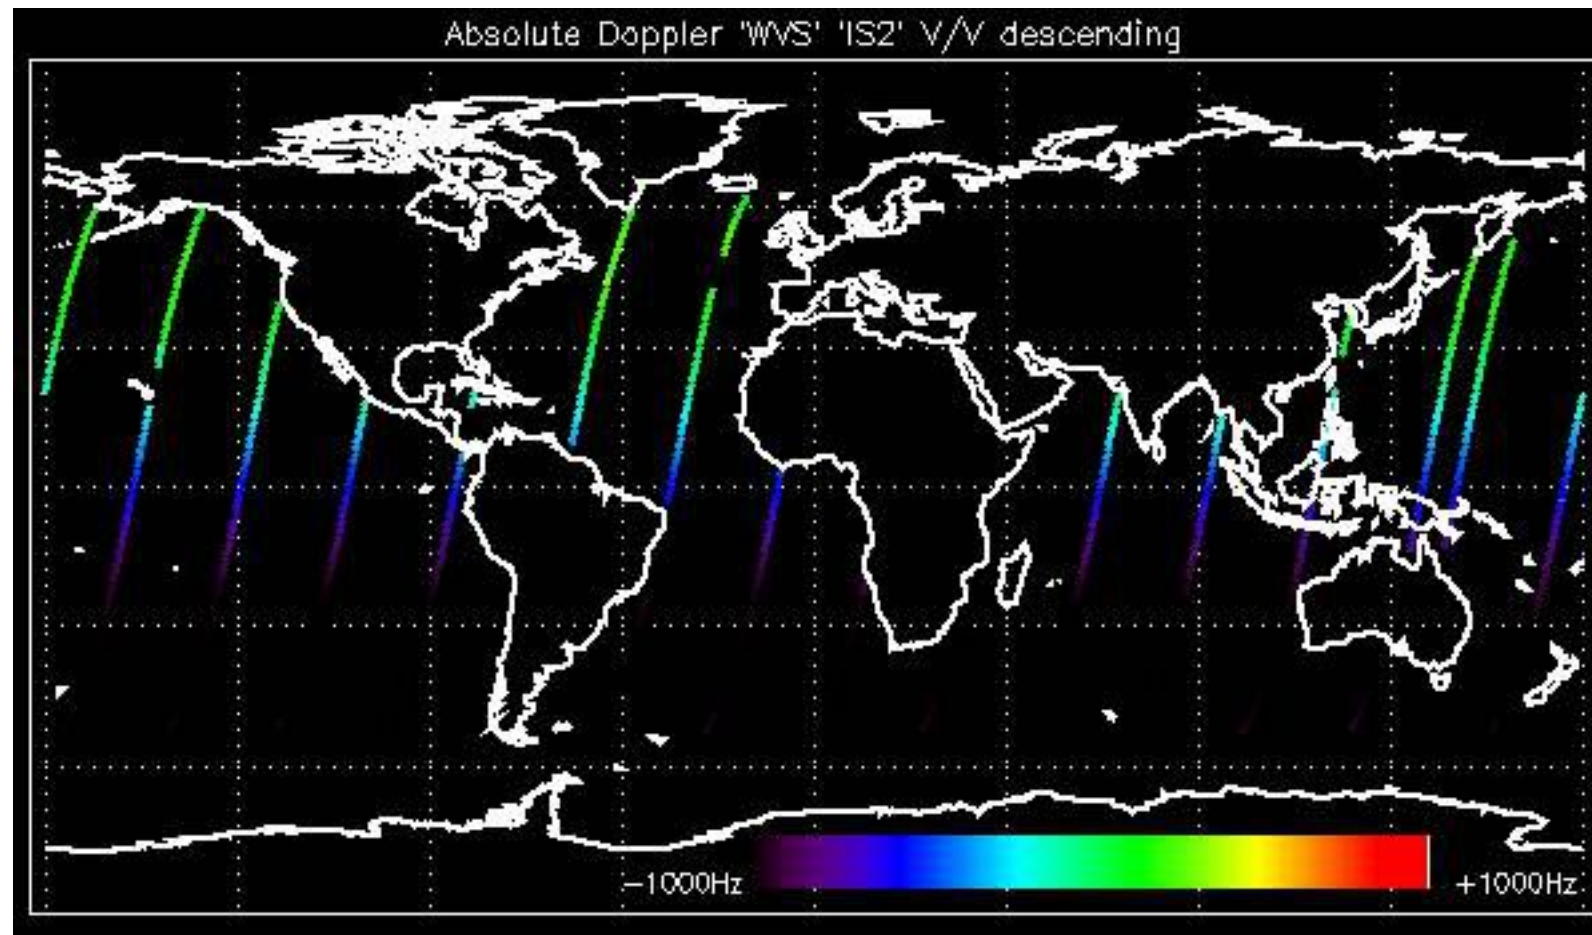 Absolute Doppler 'WVS' 'IS2' V/V descending
−1000Hz
+1000Hz